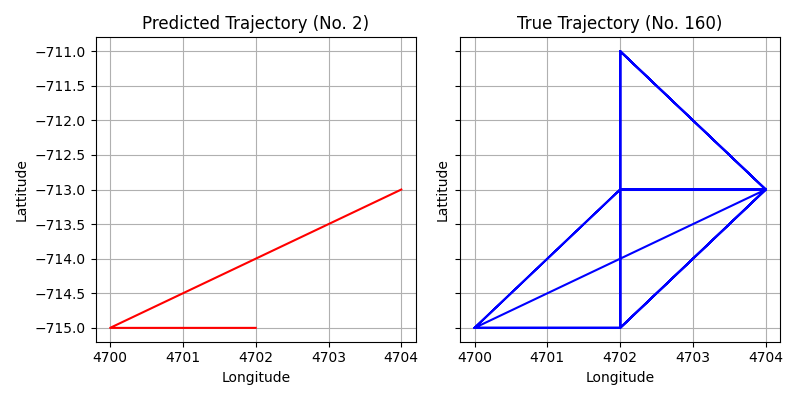 Predicted Trajectory (No. 2)
−711.0
−711.5
−712.0
−712.5
−713.0
−713.5
−714.0
−714.5
−715.0
Lattitude
4700 4701 4702 4703 4704
Longitude
True Trajectory (No. 160)
Lattitude
4700 4701 4702 4703 4704
Longitude